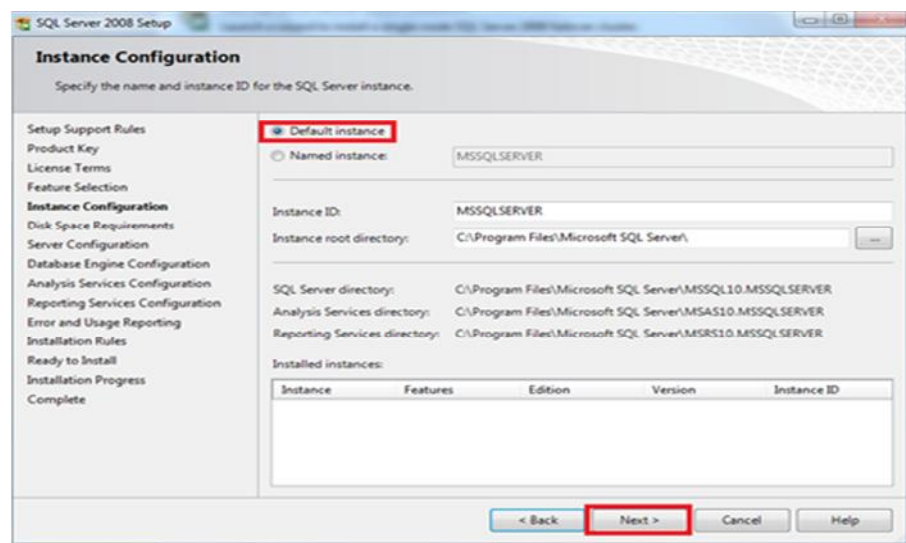 SQL Server 2008 Setup
Instance Configuration
Specify the name and instance ID for the SQL Server instance.
Setup Support Rules
Product Key
License Terms
Feature Selection
Instance Configuration
Disk Space Requirements
Server Configuration
Database Engine Configuration
Analysis Services Configuration
Reporting Services Configuration
Error and Usage Reporting
Installation Rules
Ready to Install
Installation Progress
Complete
Default instance
Named instance: MSSQLSERVER
Instance ID: MSSQLSERVER
Instance root directory: C:\Program Files\Microsoft SQL Server\ ...
SQL Server directory: C:\Program Files\Microsoft SQL Server\MSSQL10.MSSQLSERVER
Analysis Services directory: C:\Program Files\Microsoft SQL Server\MSAS10.MSSQLSERVER
Reporting Services directory: C:\Program Files\Microsoft SQL Server\MSRS10.MSSQLSERVER
Installed instances:
Instance Features Edition Version Instance ID
< Back Next > Cancel Help